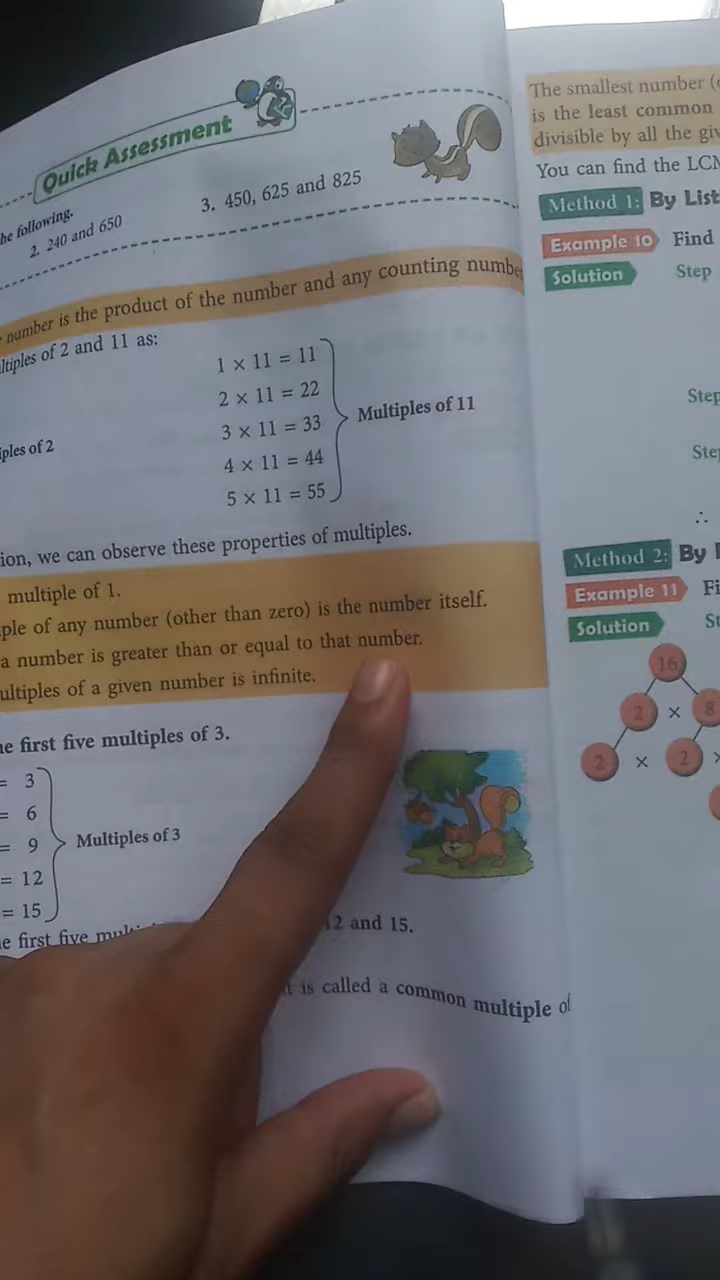 Quick Assessment
he following.
2. 240 and 650
3. 450, 625 and 825
number is the product of the number and any counting numbe
ltiples of 2 and 11 as:
1 × 11 = 11
2 × 11 = 22
3 × 11 = 33
4 × 11 = 44
5 × 11 = 55
Multiples of 11
iples of 2
ion, we can observe these properties of multiples.
multiple of 1.
ple of any number (other than zero) is the number itself.
a number is greater than or equal to that number.
ultiples of a given number is infinite.
he first five multiples of 3.
= 3
= 6
= 9
= 12
= 15
Multiples of 3
e first five 12 and 15.
is called a common multiple of
The smallest number (
is the least common
divisible by all the giv
You can find the LCM
Method 1: By List
Example 10 Find
Solution Step
Step
Step
∴
Method 2: By
Example 11 Fi
Solution St
16
2 × 8
2 × 2 ×